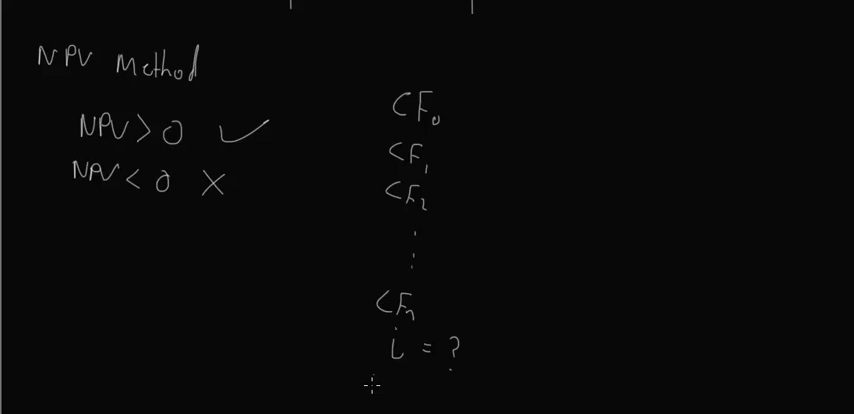 NPV Method
NPV > 0 ✓
NPV < 0 X
CF₀
CF₁
CF₂
⋮
CFₙ
i = ?